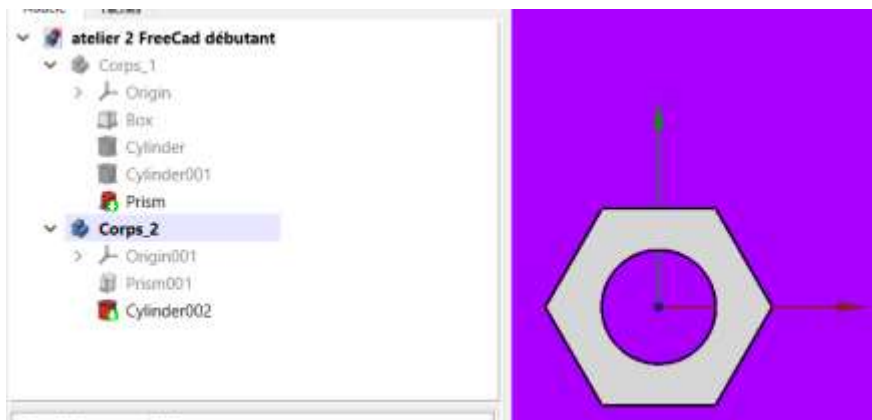 atelier 2 FreeCad débutant
Corps_1
Origin
Box
Cylinder
Cylinder001
Prism
Corps_2
Origin001
Prism001
Cylinder002